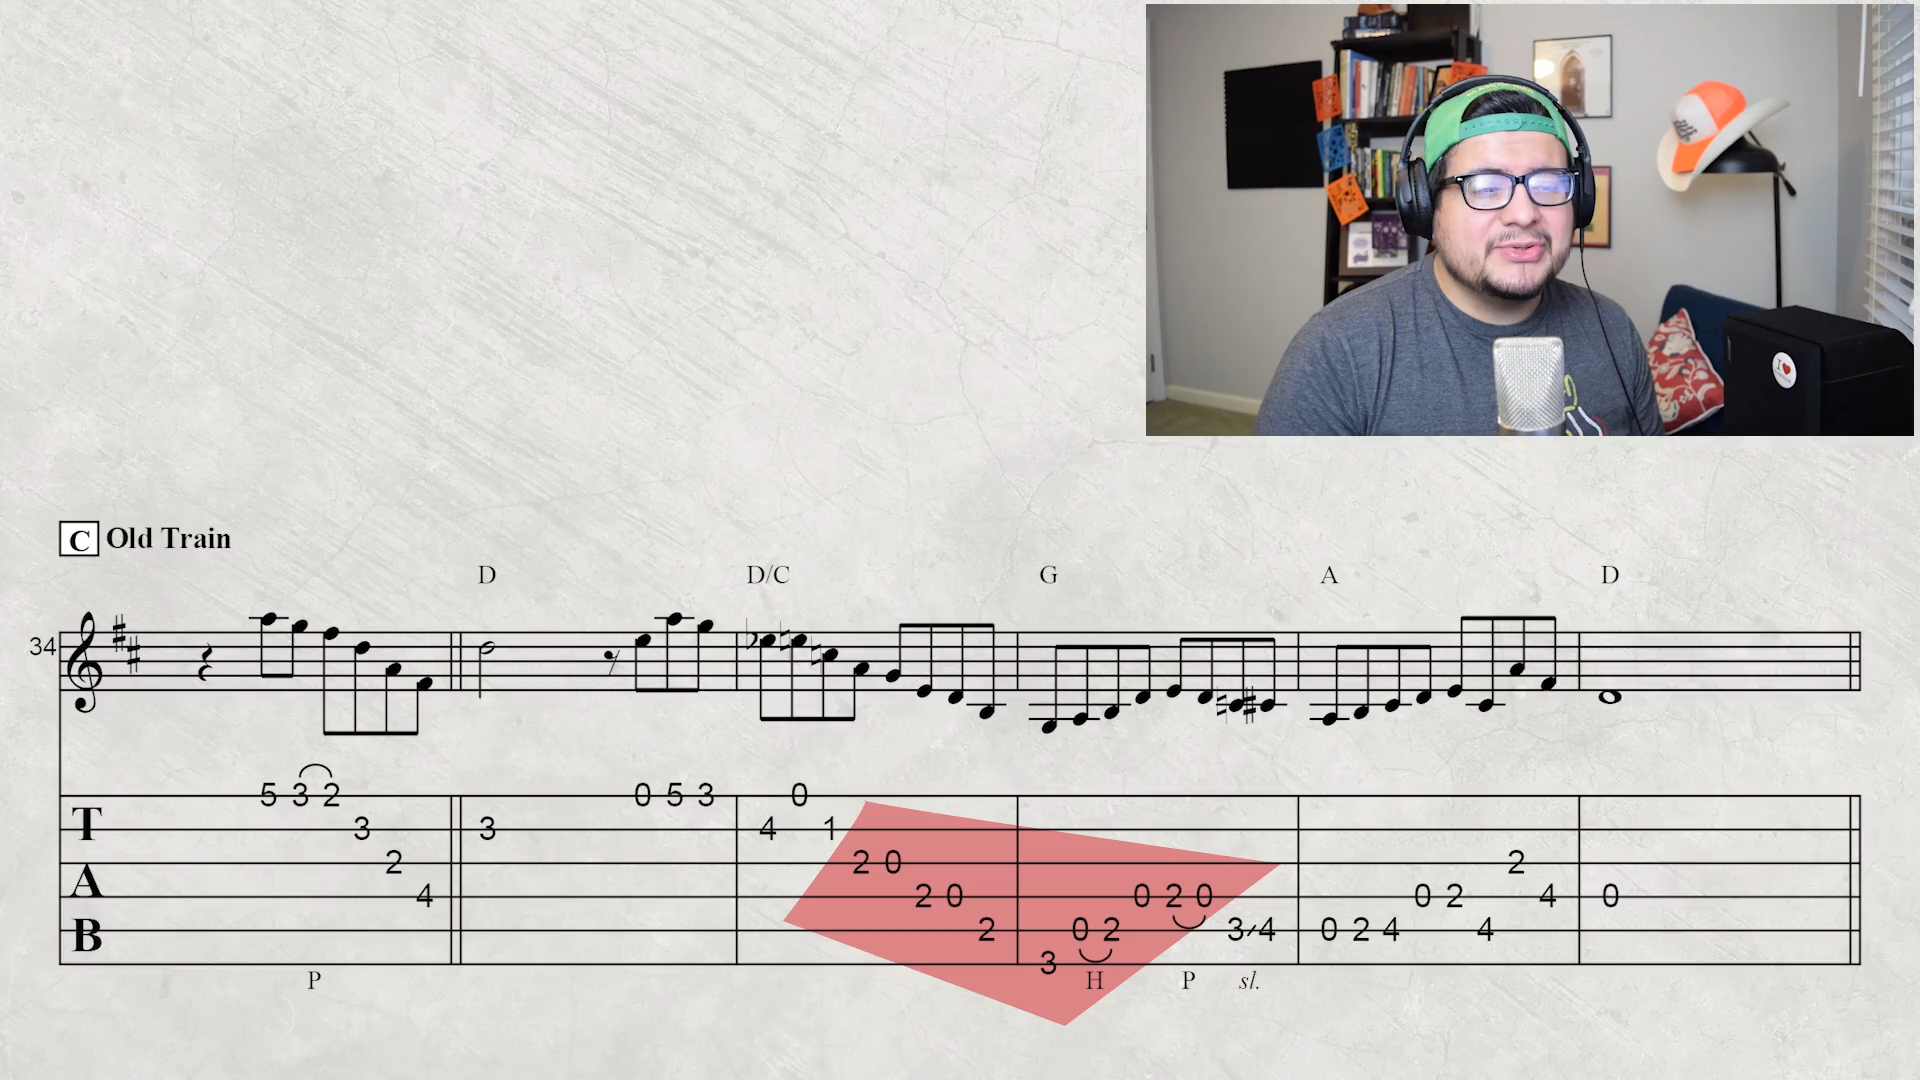 C Old Train
D D/C G A D
34
5 3 2 0 5 3 0
T 3 3 4 1
2 2 0 2
A 4 2 0 0 2 0 0 2 4 0
B 2 0 2 3 4 0 2 4 4
3
P H P sl.
I